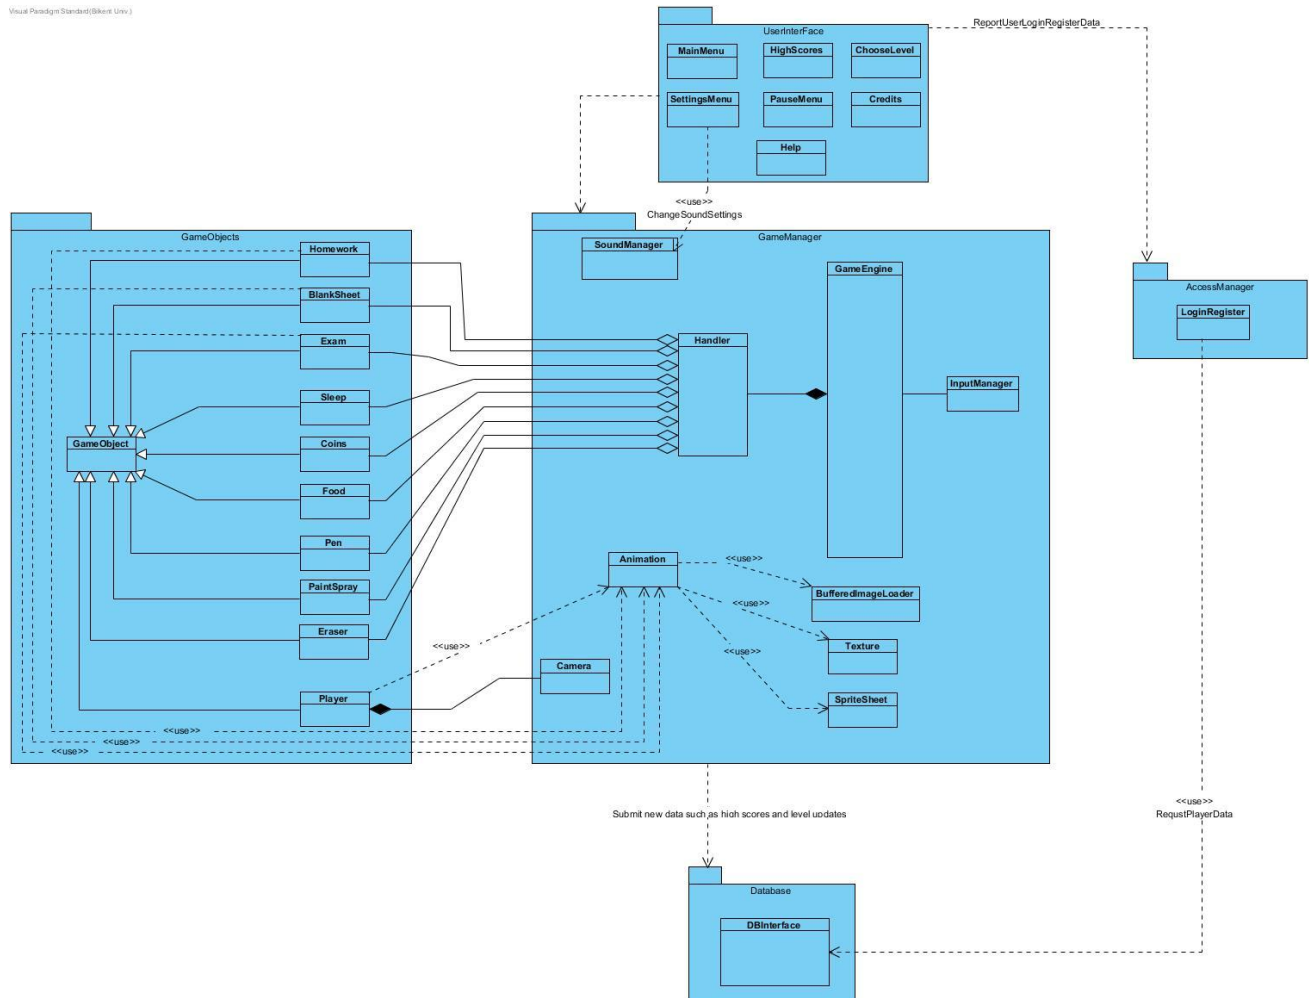 Visual Paradigm Standard(Bilkent Univ.)
UserInterFace
MainMenu
HighScores
ChooseLevel
SettingsMenu
PauseMenu
Credits
Help
ReportUserLoginRegisterData
<<use>>
ChangeSoundSettings
GameObjects
Homework
BlankSheet
Exam
Sleep
GameObject
Coins
Food
Pen
PaintSpray
Eraser
Player
<<use>>
<<use>>
<<use>>
<<use>>
GameManager
SoundManager
GameEngine
Handler
InputManager
Animation
<<use>>
BufferedImageLoader
<<use>>
Texture
<<use>>
SpriteSheet
Camera
AccessManager
LoginRegister
<<use>>
RequstPlayerData
Submit new data such as high scores and level updates
Database
DBInterface